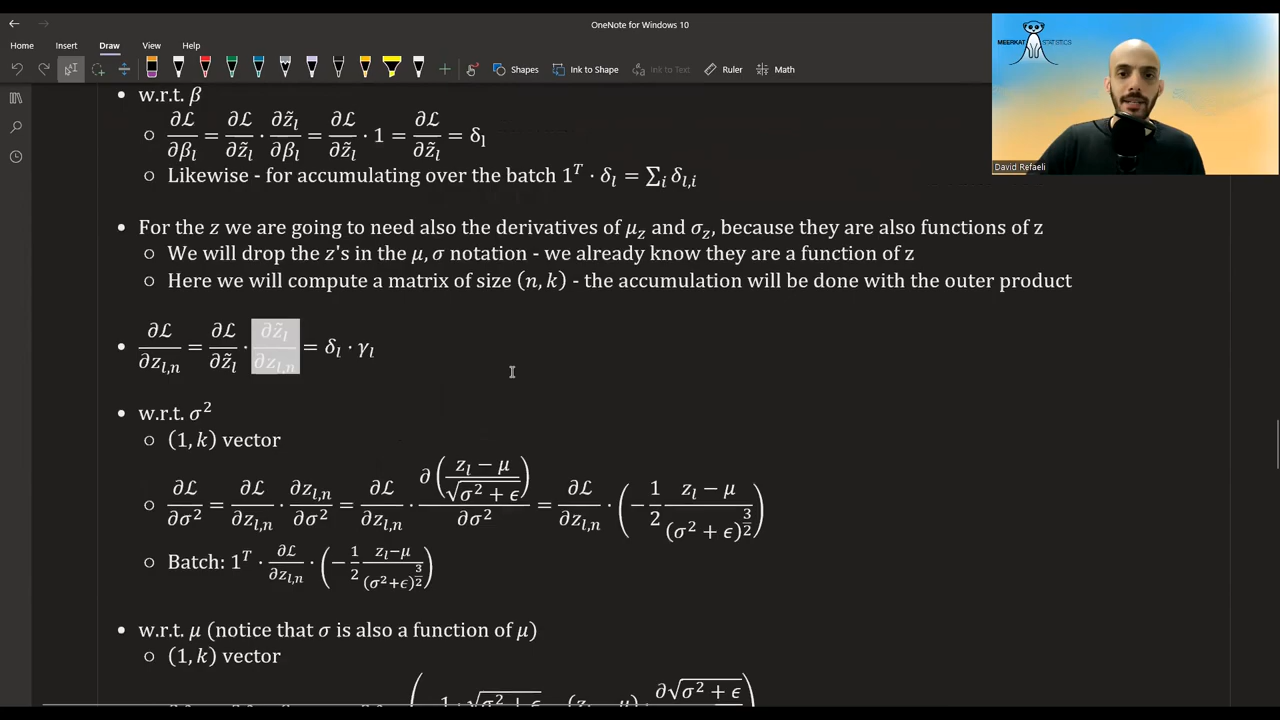 OneNote for Windows 10
Home Insert Draw View Help
Shapes Ink to Shape Ink to Text Ruler Math
MEERKAT STATISTICS
David Refaeli
• w.r.t. β
○ ∂ℒ/∂β_l = ∂ℒ/∂z̃_l · ∂z̃_l/∂β_l = ∂ℒ/∂z̃_l · 1 = ∂ℒ/∂z̃_l = δ_l
○ Likewise - for accumulating over the batch 1^T · δ_l = ∑_i δ_{l,i}
• For the z we are going to need also the derivatives of μ_z and σ_z, because they are also functions of z
○ We will drop the z's in the μ, σ notation - we already know they are a function of z
○ Here we will compute a matrix of size (n, k) - the accumulation will be done with the outer product
• ∂ℒ/∂z_{l,n} = ∂ℒ/∂z̃_l · ∂z̃_l/∂z_{l,n} = δ_l · γ_l
• w.r.t. σ²
○ (1, k) vector
○ ∂ℒ/∂σ² = ∂ℒ/∂z_{l,n} · ∂z_{l,n}/∂σ² = ∂ℒ/∂z_{l,n} · ∂((z_l − μ)/√(σ² + ϵ))/∂σ² = ∂ℒ/∂z_{l,n} · (−1/2 (z_l − μ)/(σ² + ϵ)^{3/2})
○ Batch: 1^T · ∂ℒ/∂z_{l,n} · (−1/2 (z_l−μ)/(σ²+ϵ)^{3/2})
• w.r.t. μ (notice that σ is also a function of μ)
○ (1, k) vector
−1 · √(σ² + ϵ) − (z_l − μ) · ∂√(σ² + ϵ)